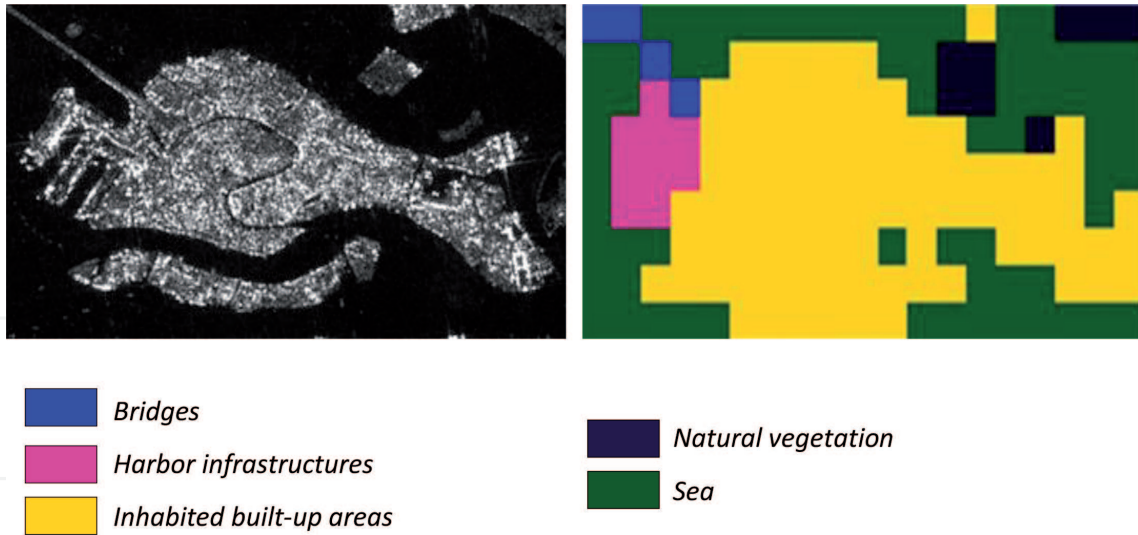 Bridges
Harbor infrastructures
Inhabited built-up areas
Natural vegetation
Sea